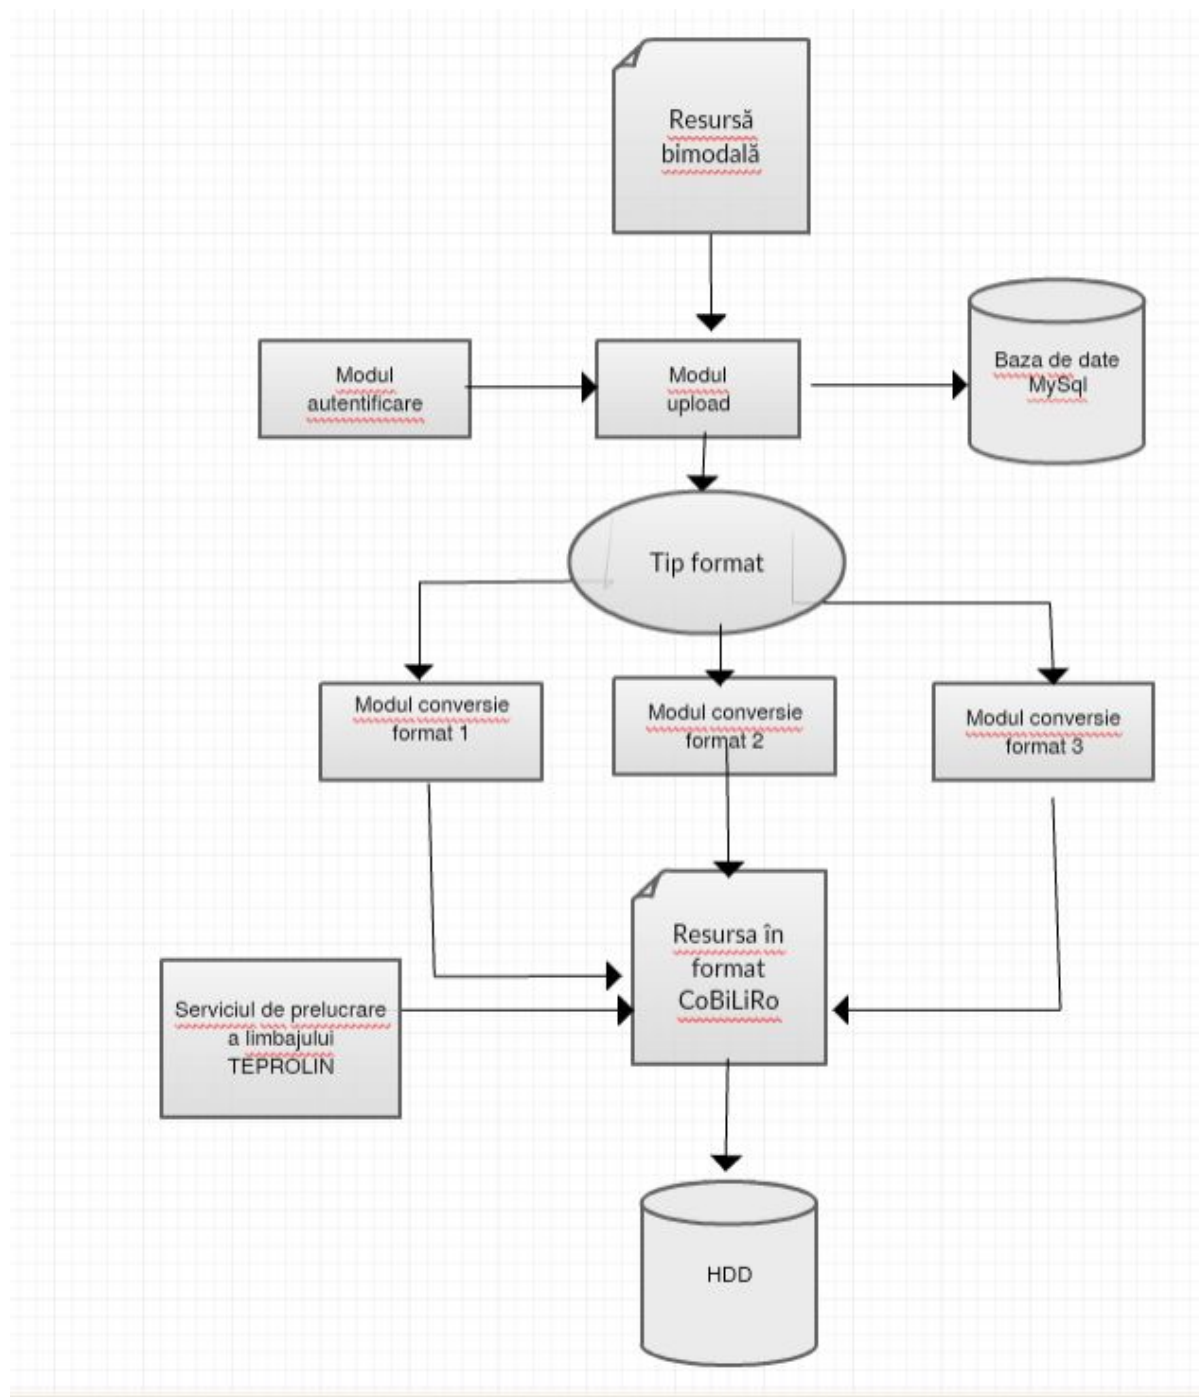 Resursă
bimodală
Modul
autentificare
Modul
upload
Baza de date
MySql
Tip format
Modul conversie
format 1
Modul conversie
format 2
Modul conversie
format 3
Resursa în
format
CoBiLiRo
Serviciul de prelucrare
a limbajului
TEPROLIN
HDD